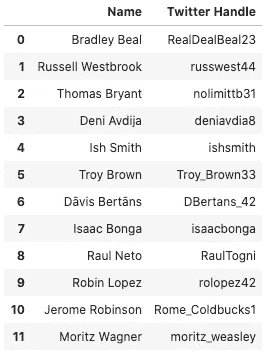 Name Twitter Handle
0 Bradley Beal RealDealBeal23
1 Russell Westbrook russwest44
2 Thomas Bryant nolimittb31
3 Deni Avdija deniavdia8
4 Ish Smith ishsmith
5 Troy Brown Troy_Brown33
6 Dāvis Bertāns DBertans_42
7 Isaac Bonga isaacbonga
8 Raul Neto RaulTogni
9 Robin Lopez rolopez42
10 Jerome Robinson Rome_Coldbucks1
11 Moritz Wagner moritz_weasley